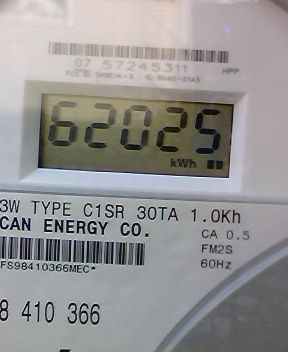 07 57245311
HPP
62025
kWh
3W TYPE C1SR 30TA 1.0Kh
CAN ENERGY CO.
CA 0.5
FM2S
60Hz
FS98410366MEC*
8 410 366